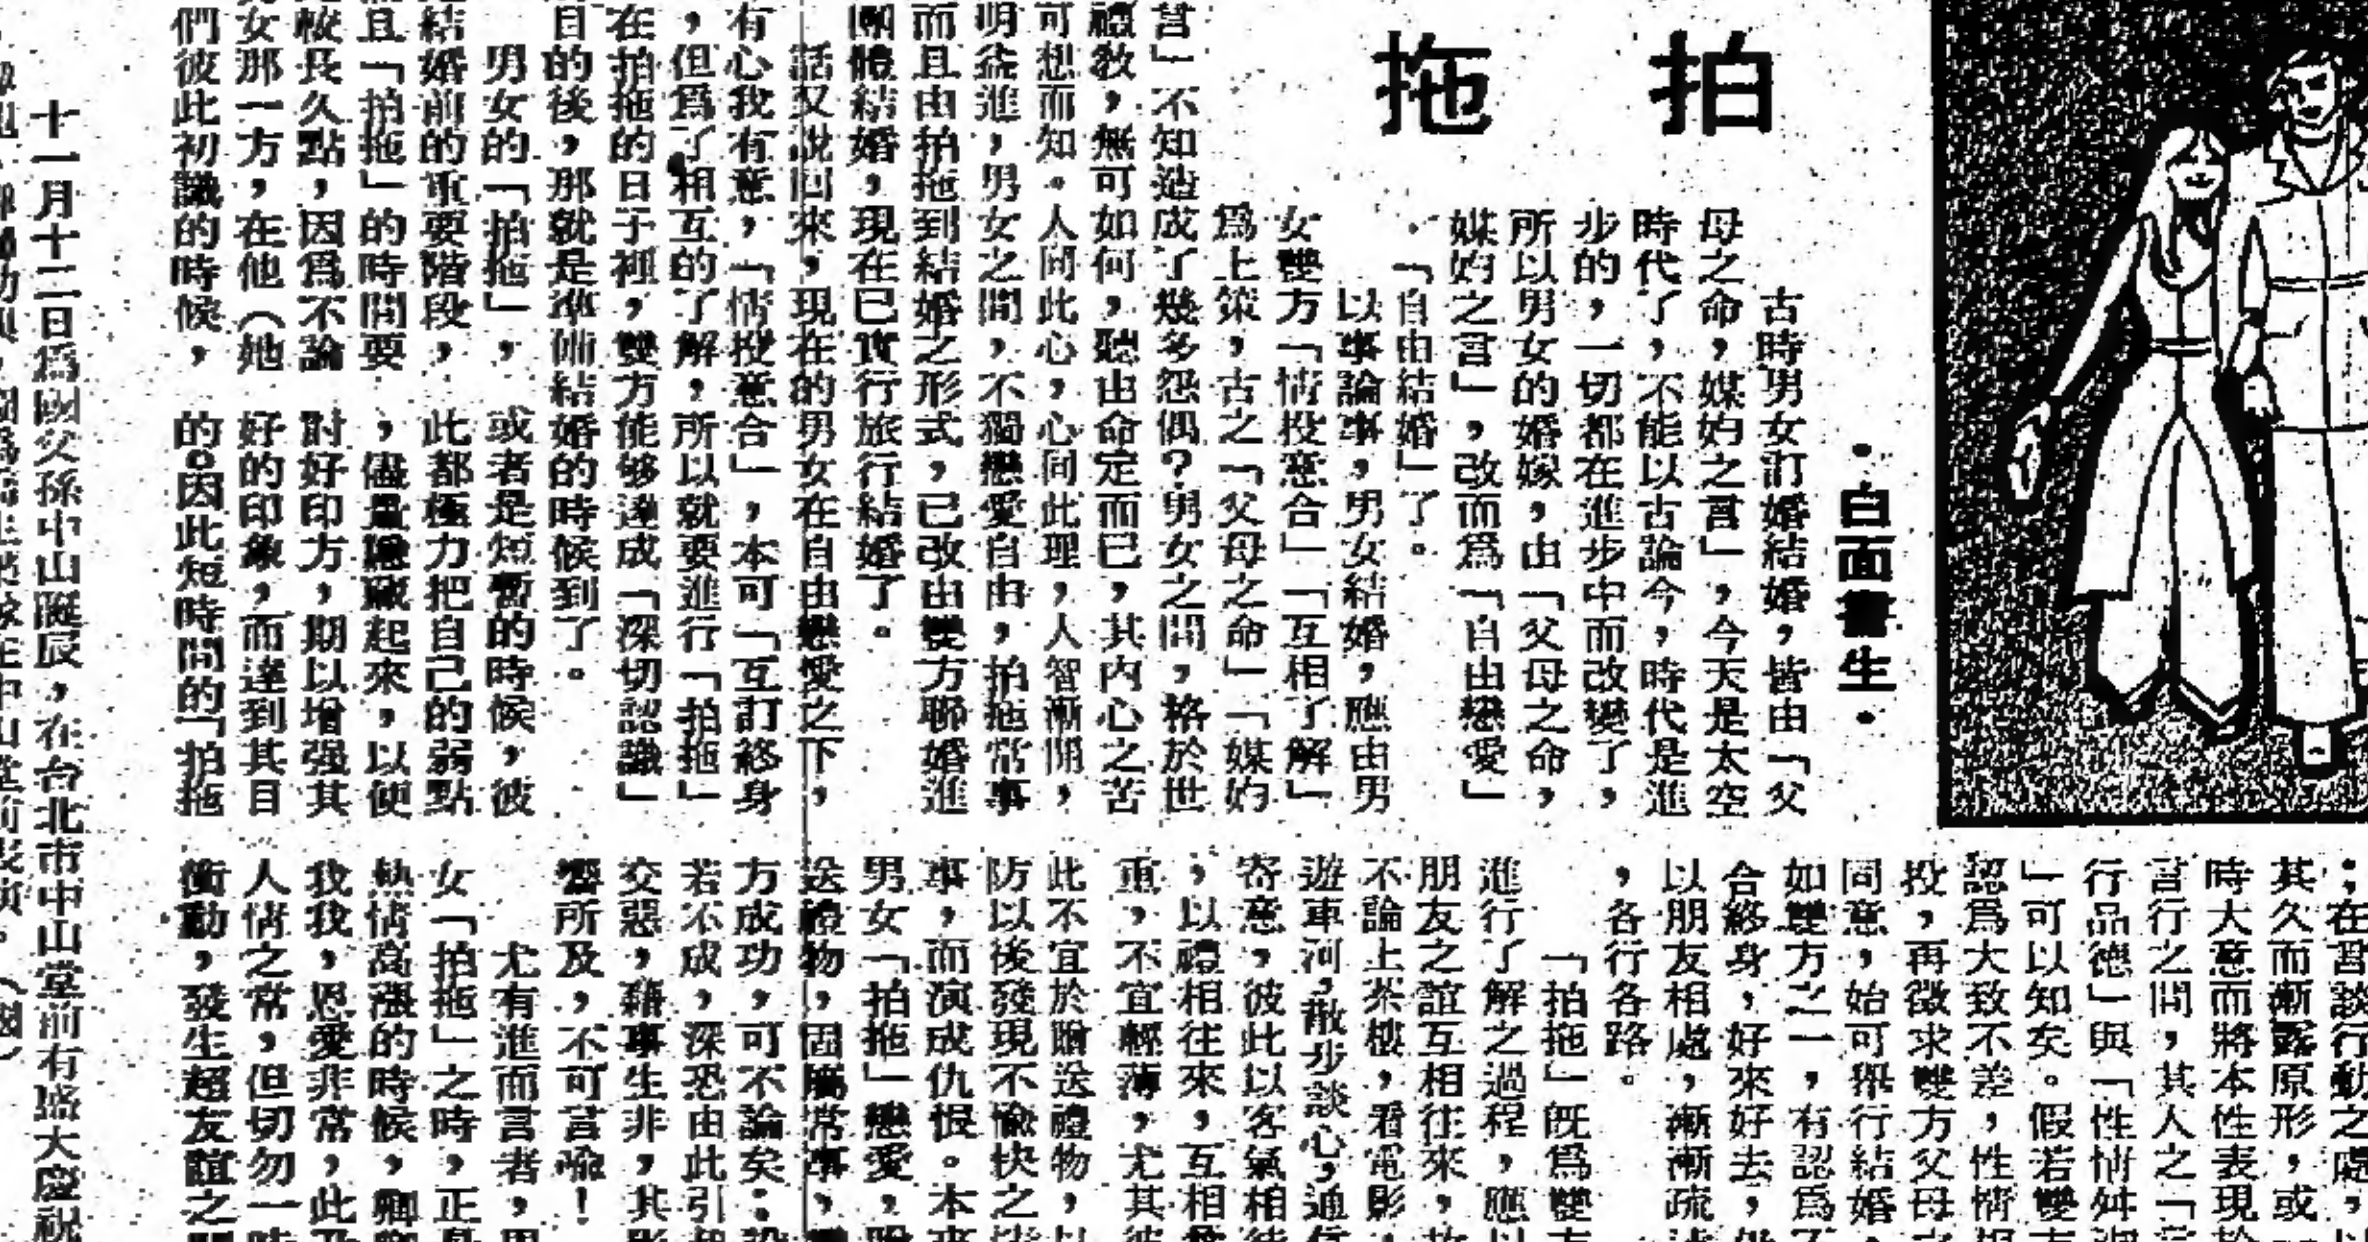 拍拖
·白面書生·
古時男女訂婚結婚，皆由「父
母之命，媒妁之言」，今天是太空
時代了，不能以古論今，時代是進
步的，一切都在進步中而改變了，
所以男女的婚嫁，由「父母之命，
媒妁之言」，改而爲「自由戀愛」
「自由結婚」了。
以事論事，男女結婚，應由男
女雙方「情投意合」「互相了解」
爲上策，古之「父母之命」「媒妁
言」不知造成了幾多怨偶？男女之間，格於世
禮教，無可如何，聽由命定而已，其內心之苦
可想而知。人同此心，心同此理，人智漸開，
明益進，男女之間，不獨戀愛自由，拍拖常事
而且由拍拖到結婚之形式，已改由雙方聯婚進
團體結婚，現在已實行旅行結婚了。
話又說回來，現在的男女在自由戀愛之下，
有心我有意，「情投意合」，本可「互訂終身
，但爲了相互的了解，所以就要進行「拍拖」
在拍拖的日子裡，雙方能够達成「深切認識」
目的後，那就是準備結婚的時候到了。
男女的「拍拖」，
結婚前的重要階段，
且「拍拖」的時間要
較長久點，因爲不論
女那一方，在他（她
們彼此初識的時候，
或者是短暫的時候，彼
此都極力把自己的弱點
，儘量隱藏起來，以便
討好印方，期以增强其
好的印象，而達到其目
的。因此短時間的「拍拖
；在言談行動之處，
其久而漸露原形，或
時大意而將本性表現
言行之間，其人之「
行品德」與「性情
」可以知矣。假若雙
認爲大致不差，性情
投，再徵求雙方父母
同意，始可舉行結婚
如雙方之一，有認爲不
合終身，好來好去，
以朋友相處，漸漸疏
，各行各路。
「拍拖」既爲雙
進行了解之過程，應
朋友之誼互相往來，
不論上茶樓，看電影，
遊車河，散步談心，通
寄意，彼此以客氣相
，以禮相往來，互相
重，不宜輕薄，尤其
此不宜於贈送禮物，以
防以後發現不愉快之
事，而演成仇恨。本來
男女「拍拖」戀愛，
送禮物，固屬常事，
方成功，可不論矣：
若不成，深恐由此引
交惡，藉事生非，其
響所及，不可言喻！
尤有進而言者，
女「拍拖」之時，正
熱情高漲的時候，卿
我我，恩愛非常，此
人情之常，但切勿一時
衝動，發生超友誼之
十一月十二日爲國父孫中山誕辰，在台北市中山堂前有盛大慶祝